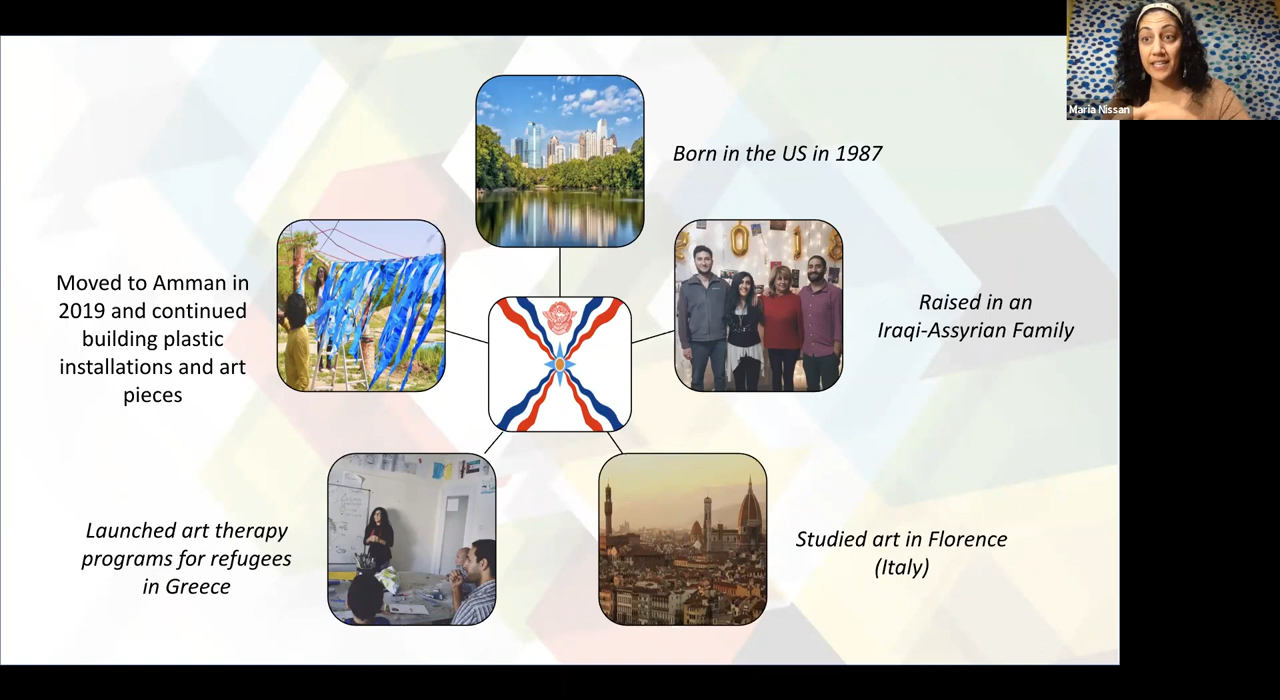 Maria Nissan
Born in the US in 1987
Raised in an
Iraqi-Assyrian Family
Studied art in Florence
(Italy)
Launched art therapy
programs for refugees
in Greece
Moved to Amman in
2019 and continued
building plastic
installations and art
pieces